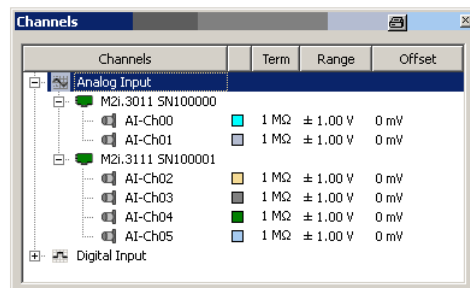 Channels
Channels Term Range Offset
Analog Input
M2i.3011 SN100000
AI-Ch00 1 MΩ ± 1.00 V 0 mV
AI-Ch01 1 MΩ ± 1.00 V 0 mV
M2i.3111 SN100001
AI-Ch02 1 MΩ ± 1.00 V 0 mV
AI-Ch03 1 MΩ ± 1.00 V 0 mV
AI-Ch04 1 MΩ ± 1.00 V 0 mV
AI-Ch05 1 MΩ ± 1.00 V 0 mV
Digital Input